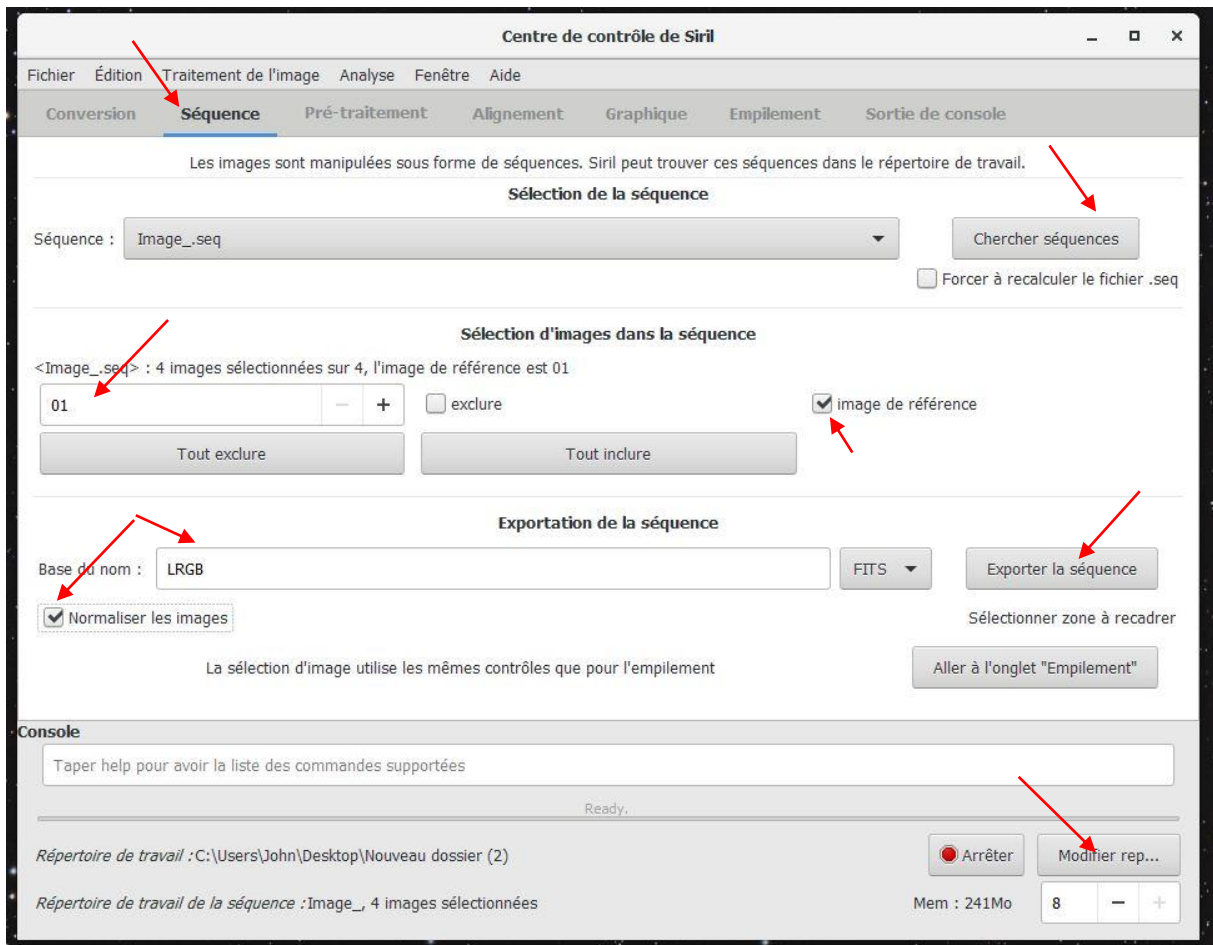 Centre de contrôle de Siril
Fichier Édition Traitement de l'image Analyse Fenêtre Aide
Conversion Séquence Pré-traitement Alignement Graphique Empilement Sortie de console
Les images sont manipulées sous forme de séquences. Siril peut trouver ces séquences dans le répertoire de travail.
Sélection de la séquence
Séquence : Image_.seq Chercher séquences
Forcer à recalculer le fichier .seq
Sélection d'images dans la séquence
<Image_.seq> : 4 images sélectionnées sur 4, l'image de référence est 01
01 − + exclure image de référence
Tout exclure Tout inclure
Exportation de la séquence
Base du nom : LRGB FITS Exporter la séquence
Normaliser les images Sélectionner zone à recadrer
La sélection d'image utilise les mêmes contrôles que pour l'empilement Aller à l'onglet "Empilement"
Console
Taper help pour avoir la liste des commandes supportées
Ready.
Répertoire de travail :C:\Users\John\Desktop\Nouveau dossier (2) Arrêter Modifier rep...
Répertoire de travail de la séquence :Image_, 4 images sélectionnées Mem : 241Mo 8 − +